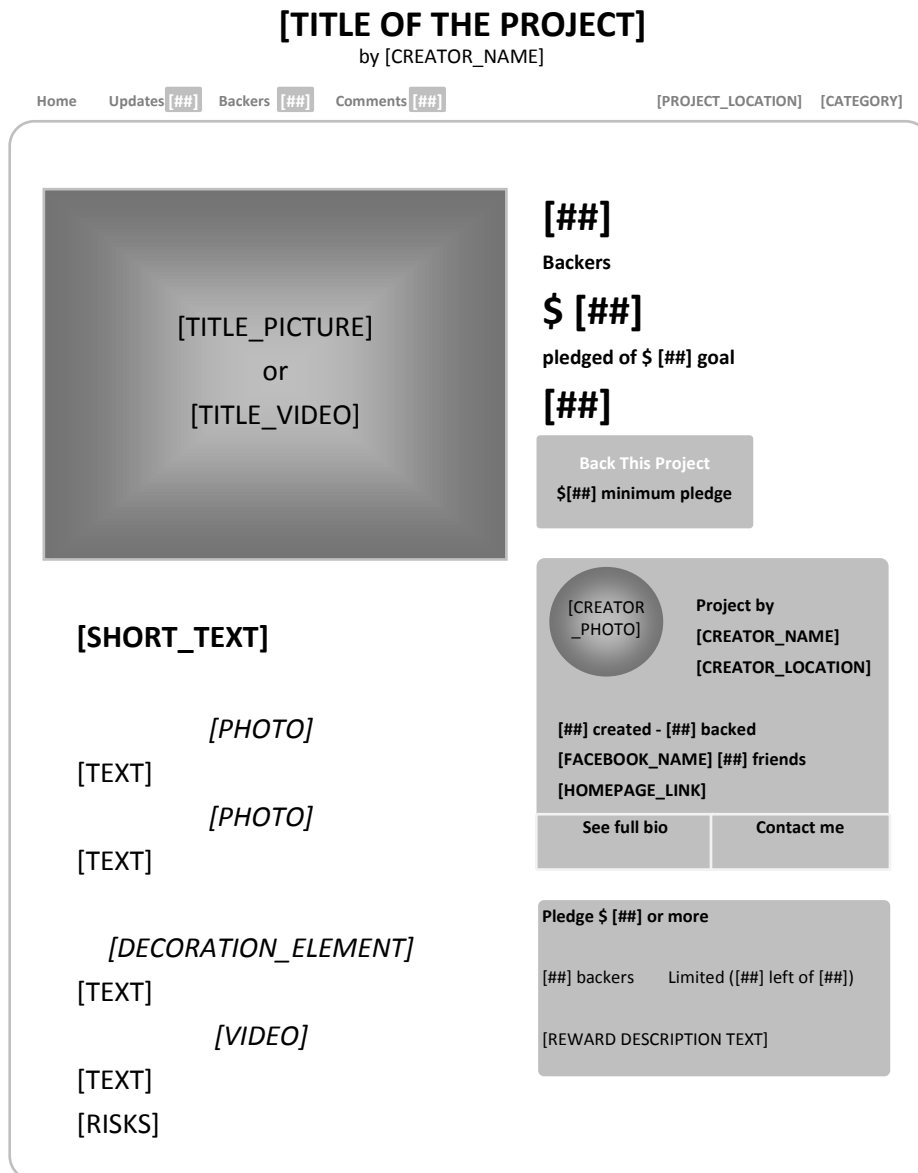 [TITLE OF THE PROJECT]
by [CREATOR_NAME]
Home Updates [##] Backers [##] Comments [##] [PROJECT_LOCATION] [CATEGORY]
[TITLE_PICTURE]
or
[TITLE_VIDEO]
[##]
Backers
$ [##]
pledged of $ [##] goal
[##]
Back This Project
$[##] minimum pledge
[CREATOR
_PHOTO]
Project by
[CREATOR_NAME]
[CREATOR_LOCATION]
[##] created - [##] backed
[FACEBOOK_NAME] [##] friends
[HOMEPAGE_LINK]
See full bio Contact me
Pledge $ [##] or more
[##] backers Limited ([##] left of [##])
[REWARD DESCRIPTION TEXT]
[SHORT_TEXT]
[PHOTO]
[TEXT]
[PHOTO]
[TEXT]
[DECORATION_ELEMENT]
[TEXT]
[VIDEO]
[TEXT]
[RISKS]